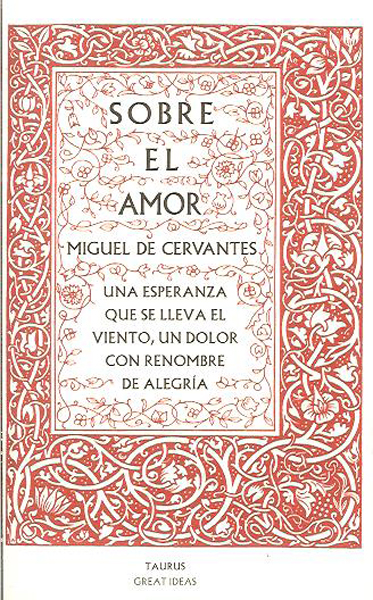 SOBRE
EL
AMOR
MIGUEL DE CERVANTES
UNA ESPERANZA
QUE SE LLEVA EL
VIENTO, UN DOLOR
CON RENOMBRE
DE ALEGRÍA
TAURUS
GREAT IDEAS